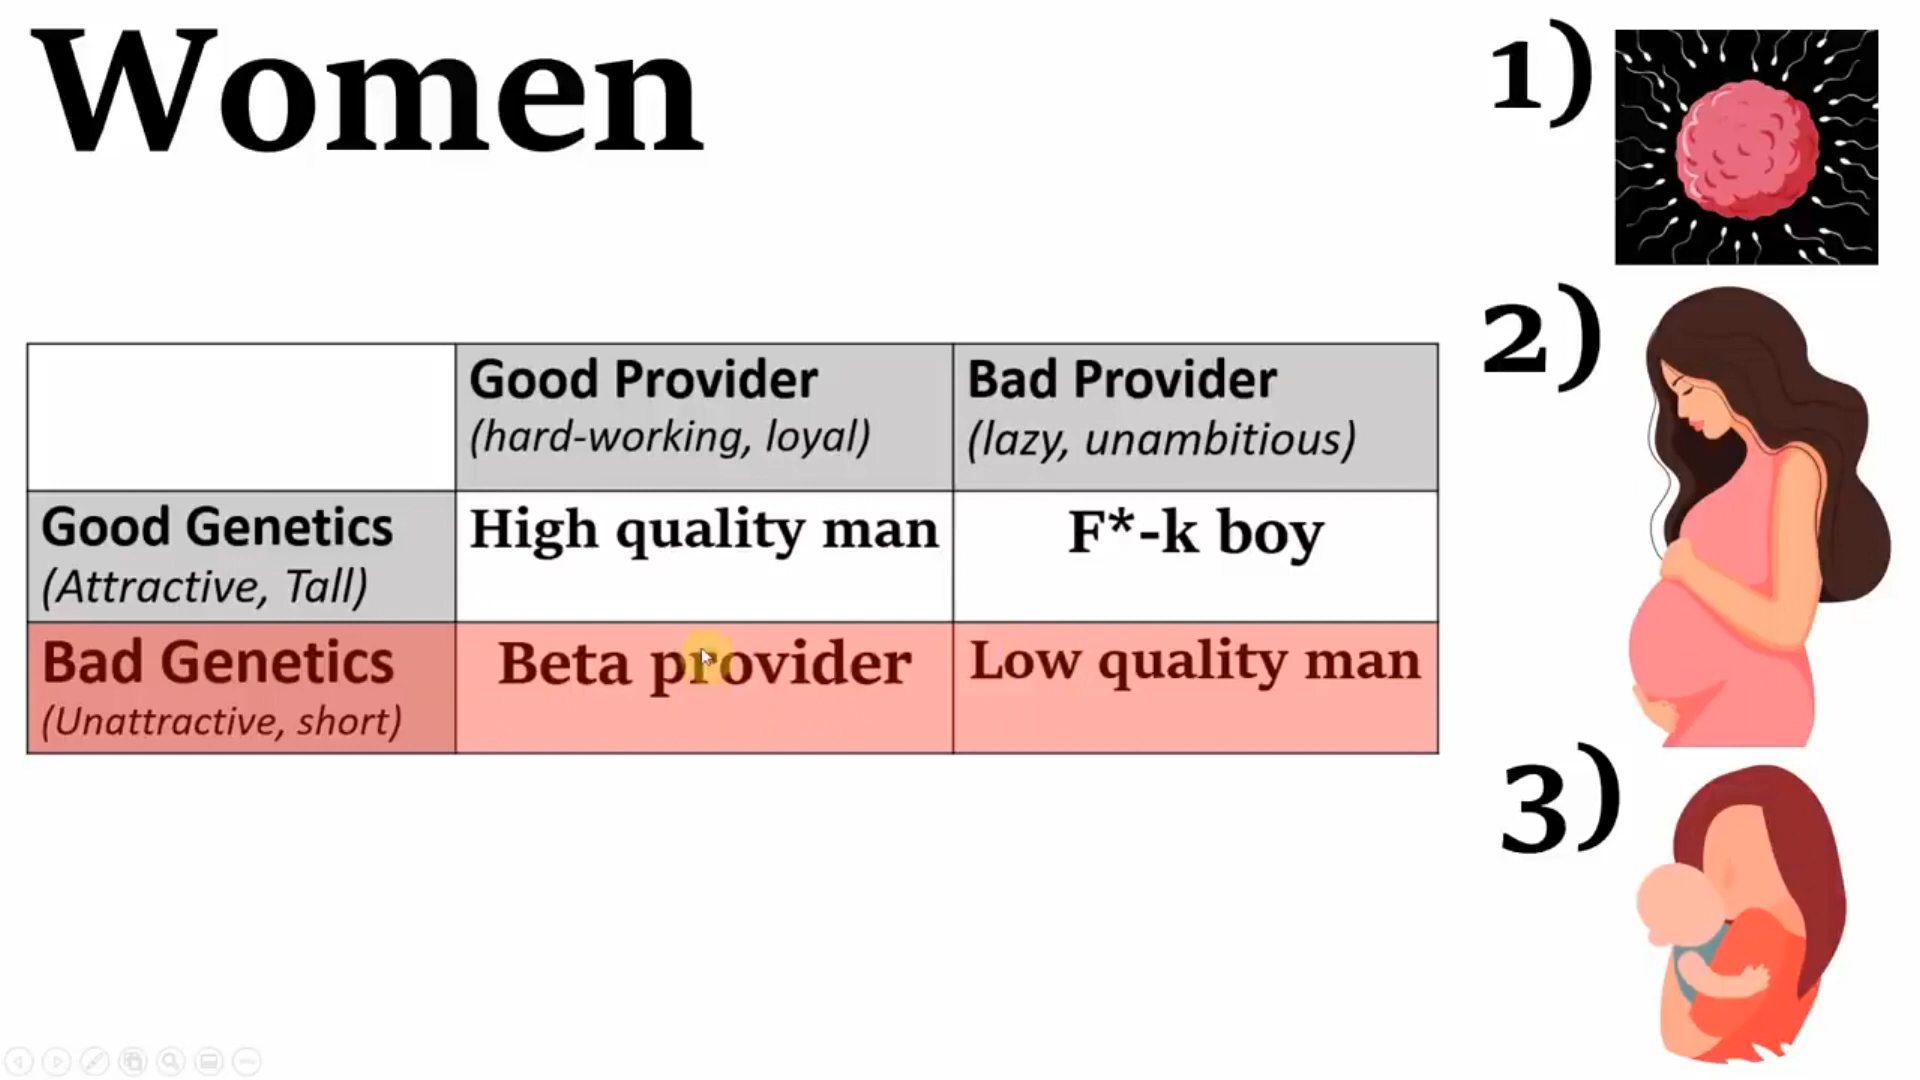 Women
1)
2)
3)
Good Provider
(hard-working, loyal)
Bad Provider
(lazy, unambitious)
Good Genetics
(Attractive, Tall)
High quality man
F*-k boy
Bad Genetics
(Unattractive, short)
Beta provider
Low quality man